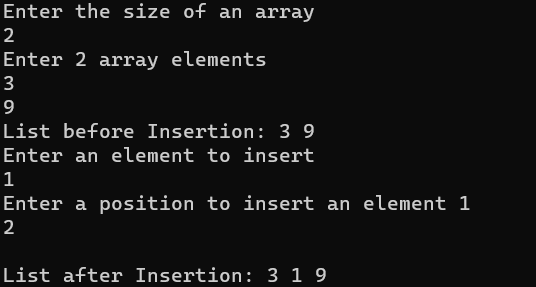 Enter the size of an array
2
Enter 2 array elements
3
9
List before Insertion: 3 9
Enter an element to insert
1
Enter a position to insert an element 1
2
List after Insertion: 3 1 9